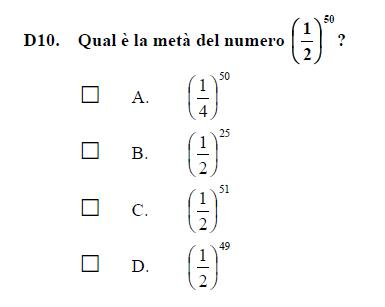 D10. Qual è la metà del numero (1/2)^50 ?
☐ A. (1/4)^50
☐ B. (1/2)^25
☐ C. (1/2)^51
☐ D. (1/2)^49